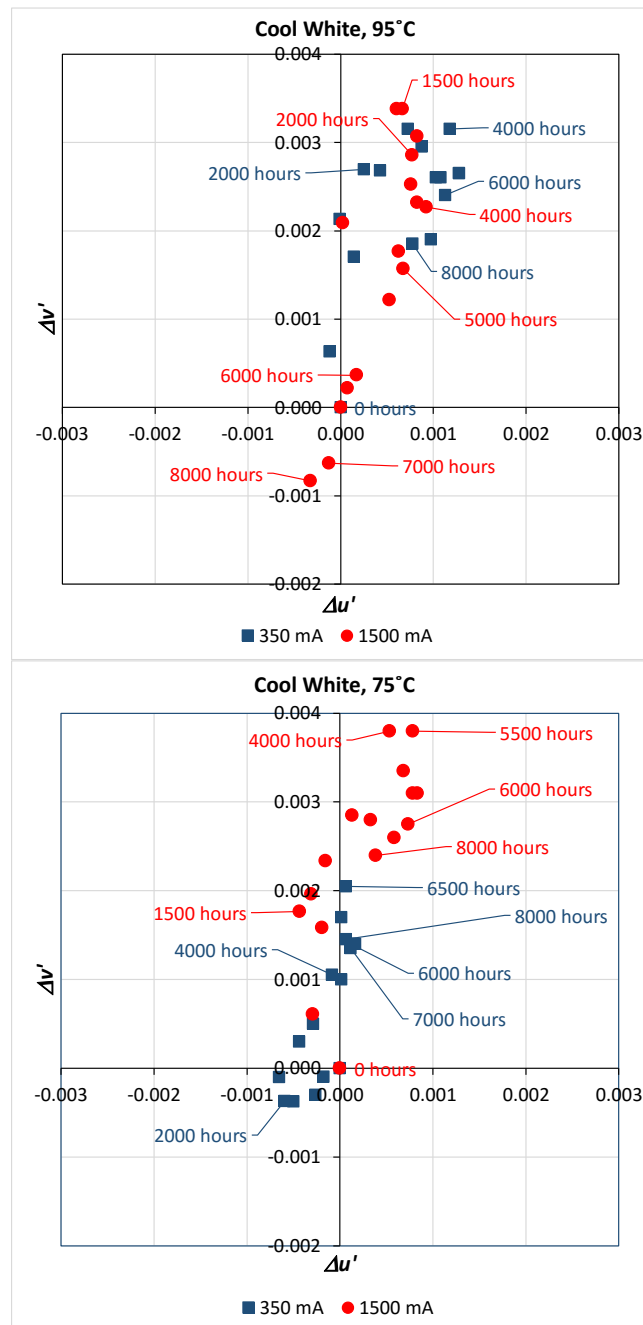 Cool White, 95˚C
0.004
1500 hours
2000 hours
0.003
4000 hours
2000 hours
6000 hours
0.002
4000 hours
8000 hours
Δv'
0.001
5000 hours
6000 hours
0.000
0 hours
-0.003 -0.002 -0.001 0.000 0.001 0.002 0.003
8000 hours
7000 hours
-0.001
-0.002
Δu'
350 mA 1500 mA
Cool White, 75˚C
0.004
4000 hours
5500 hours
0.003
6000 hours
8000 hours
0.002
6500 hours
1500 hours
8000 hours
4000 hours
6000 hours
Δv'
0.001
7000 hours
0.000
0 hours
-0.003 -0.002 -0.001 0.000 0.001 0.002 0.003
2000 hours
-0.001
-0.002
Δu'
350 mA 1500 mA